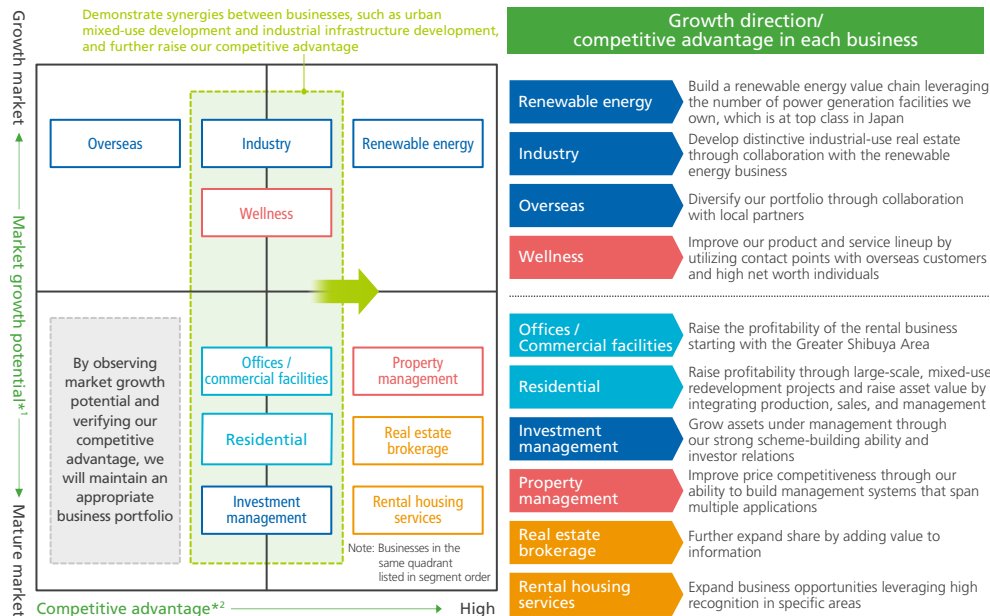 Demonstrate synergies between businesses, such as urban
mixed-use development and industrial infrastructure development,
and further raise our competitive advantage
Growth market
Market growth potential*1
Mature market
Overseas
Industry
Renewable energy
Wellness
By observing
market growth
potential and
verifying our
competitive
advantage, we
will maintain an
appropriate
business portfolio
Offices /
commercial facilities
Property
management
Residential
Real estate
brokerage
Investment
management
Rental housing
services
Note: Businesses in the
same quadrant
listed in segment order
Competitive advantage*2
High
Growth direction/
competitive advantage in each business
Renewable energy
Build a renewable energy value chain leveraging
the number of power generation facilities we
own, which is at top class in Japan
Industry
Develop distinctive industrial-use real estate
through collaboration with the renewable
energy business
Overseas
Diversify our portfolio through collaboration
with local partners
Wellness
Improve our product and service lineup by
utilizing contact points with overseas customers
and high net worth individuals
Offices /
Commercial facilities
Raise the profitability of the rental business
starting with the Greater Shibuya Area
Residential
Raise profitability through large-scale, mixed-use
redevelopment projects and raise asset value by
integrating production, sales, and management
Investment
management
Grow assets under management through
our strong scheme-building ability and
investor relations
Property
management
Improve price competitiveness through our
ability to build management systems that span
multiple applications
Real estate
brokerage
Further expand share by adding value to
information
Rental housing
services
Expand business opportunities leveraging high
recognition in specific areas